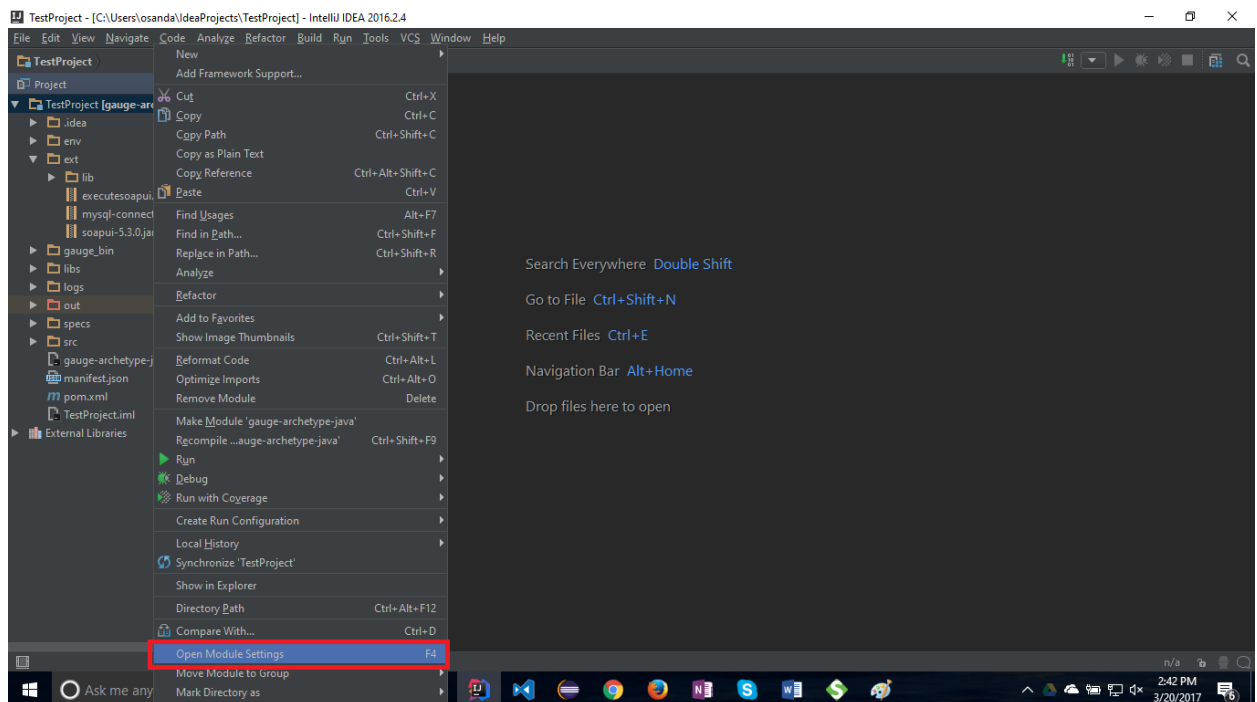 TestProject - [C:\Users\osanda\IdeaProjects\TestProject] - IntelliJ IDEA 2016.2.4
File Edit View Navigate Code Analyze Refactor Build Run Tools VCS Window Help
TestProject
Project
TestProject [gauge-ar
.idea
env
ext
lib
executesoapui.
mysql-connect
soapui-5.3.0.jar
gauge_bin
libs
logs
out
specs
src
gauge-archetype-j
manifest.json
pom.xml
TestProject.iml
External Libraries
New
Add Framework Support...
Cut Ctrl+X
Copy Ctrl+C
Copy Path Ctrl+Shift+C
Copy as Plain Text
Copy Reference Ctrl+Alt+Shift+C
Paste Ctrl+V
Find Usages Alt+F7
Find in Path... Ctrl+Shift+F
Replace in Path... Ctrl+Shift+R
Analyze
Refactor
Add to Favorites
Show Image Thumbnails Ctrl+Shift+T
Reformat Code Ctrl+Alt+L
Optimize Imports Ctrl+Alt+O
Remove Module Delete
Make Module 'gauge-archetype-java'
Recompile ...auge-archetype-java' Ctrl+Shift+F9
Run
Debug
Run with Coverage
Create Run Configuration
Local History
Synchronize 'TestProject'
Show in Explorer
Directory Path Ctrl+Alt+F12
Compare With... Ctrl+D
Open Module Settings F4
Move Module to Group
Mark Directory as
Search Everywhere Double Shift
Go to File Ctrl+Shift+N
Recent Files Ctrl+E
Navigation Bar Alt+Home
Drop files here to open
n/a
Ask me any
2:42 PM
3/20/2017
6